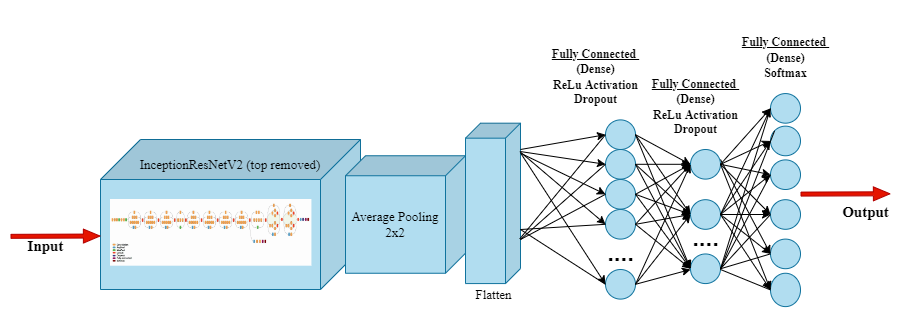 Fully Connected
(Dense)
Softmax
Fully Connected
(Dense)
ReLu Activation
Dropout
Fully Connected
(Dense)
ReLu Activation
Dropout
InceptionResNetV2 (top removed)
Average Pooling
2x2
Input
Output
Flatten
....
....